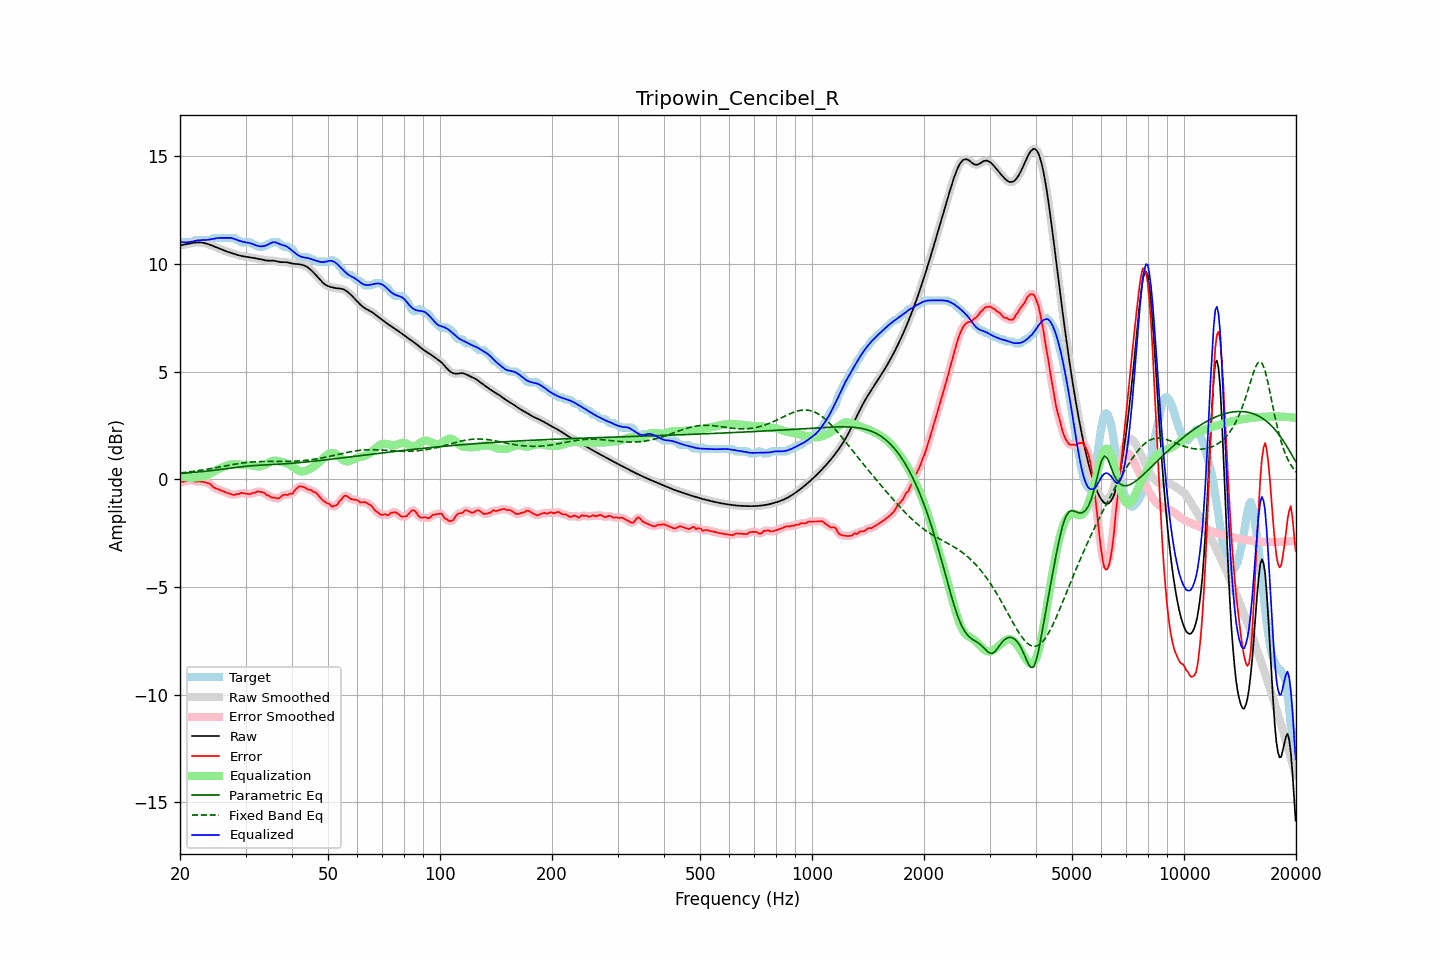 Tripowin_Cencibel_R
Amplitude (dBr)
15
10
5
0
−5
−10
−15
Target
Raw Smoothed
Error Smoothed
Raw
Error
Equalization
Parametric Eq
Fixed Band Eq
Equalized
20 50 100 200 500 1000 2000 5000 10000 20000
Frequency (Hz)